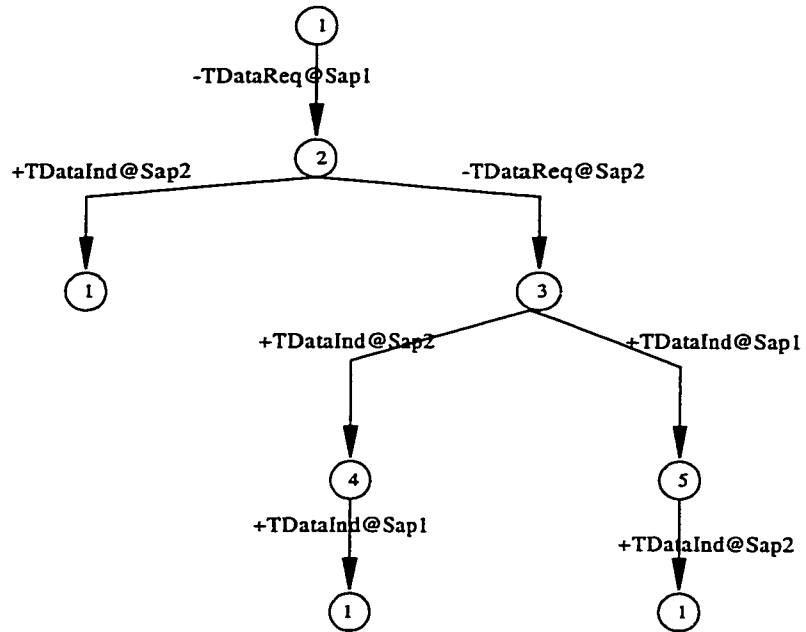 1
-TDataReq@Sap1
2
+TDataInd@Sap2
-TDataReq@Sap2
1
3
+TDataInd@Sap2
+TDataInd@Sap1
4
5
+TDataInd@Sap1
+TDataInd@Sap2
1
1